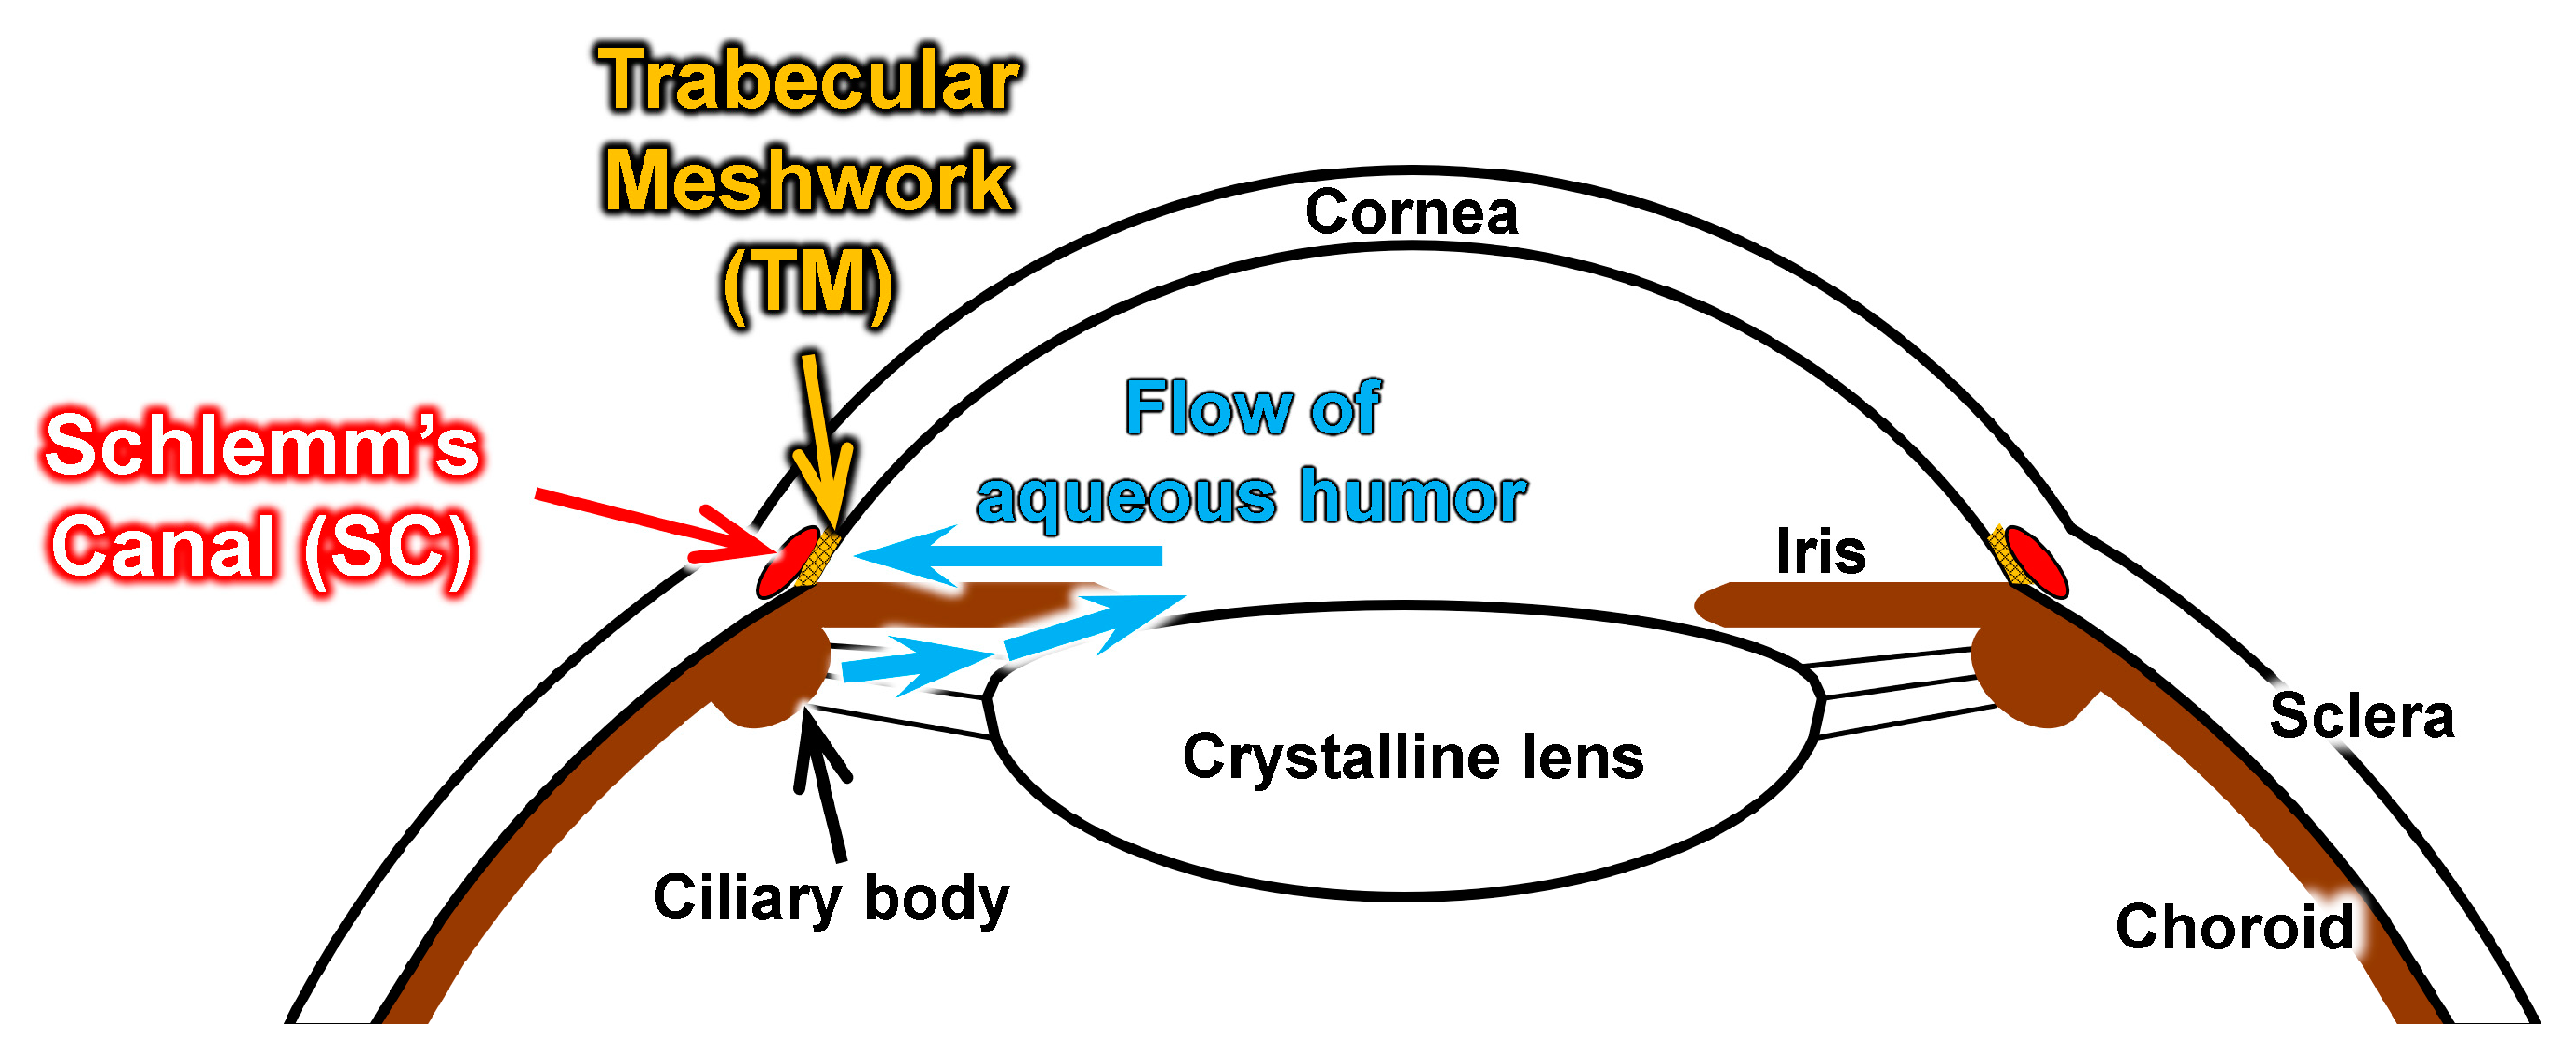 Trabecular
Meshwork
(TM)
Cornea
Flow of
aqueous humor
Schlemm’s
Canal (SC)
Iris
Sclera
Crystalline lens
Ciliary body
Choroid